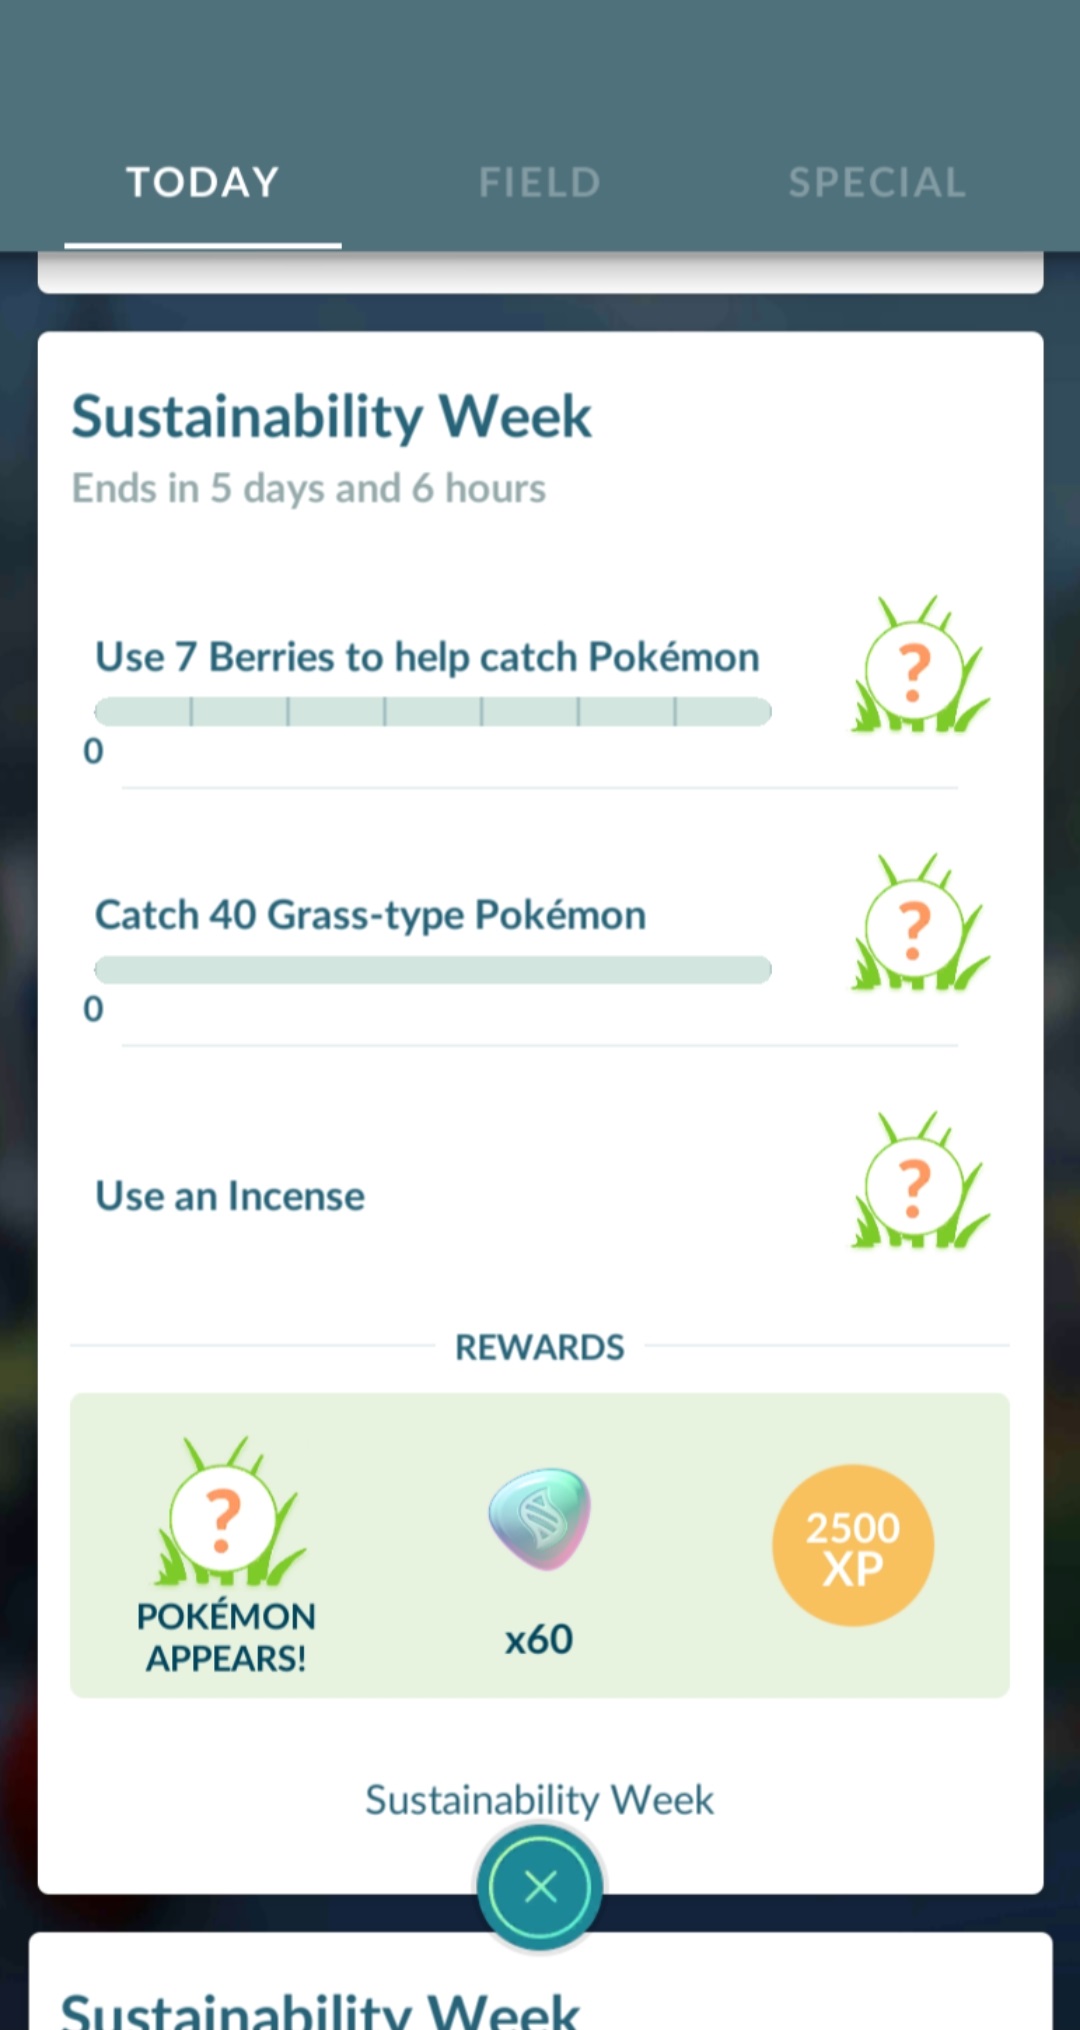 TODAY
FIELD
SPECIAL
Sustainability Week
Ends in 5 days and 6 hours
Use 7 Berries to help catch Pokémon
?
0
Catch 40 Grass-type Pokémon
?
0
Use an Incense
?
REWARDS
?
POKÉMON
APPEARS!
x60
2500
XP
Sustainability Week
Sustainability Week